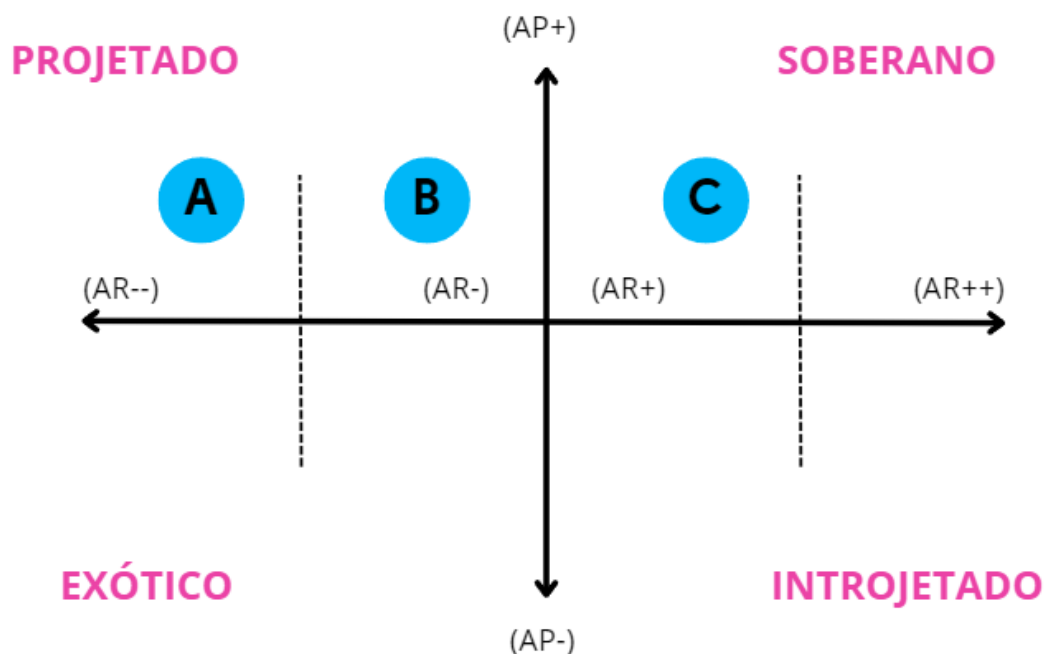 (AP+)
PROJETADO
SOBERANO
A
B
C
(AR--)
(AR-)
(AR+)
(AR++)
EXÓTICO
INTROJETADO
(AP-)